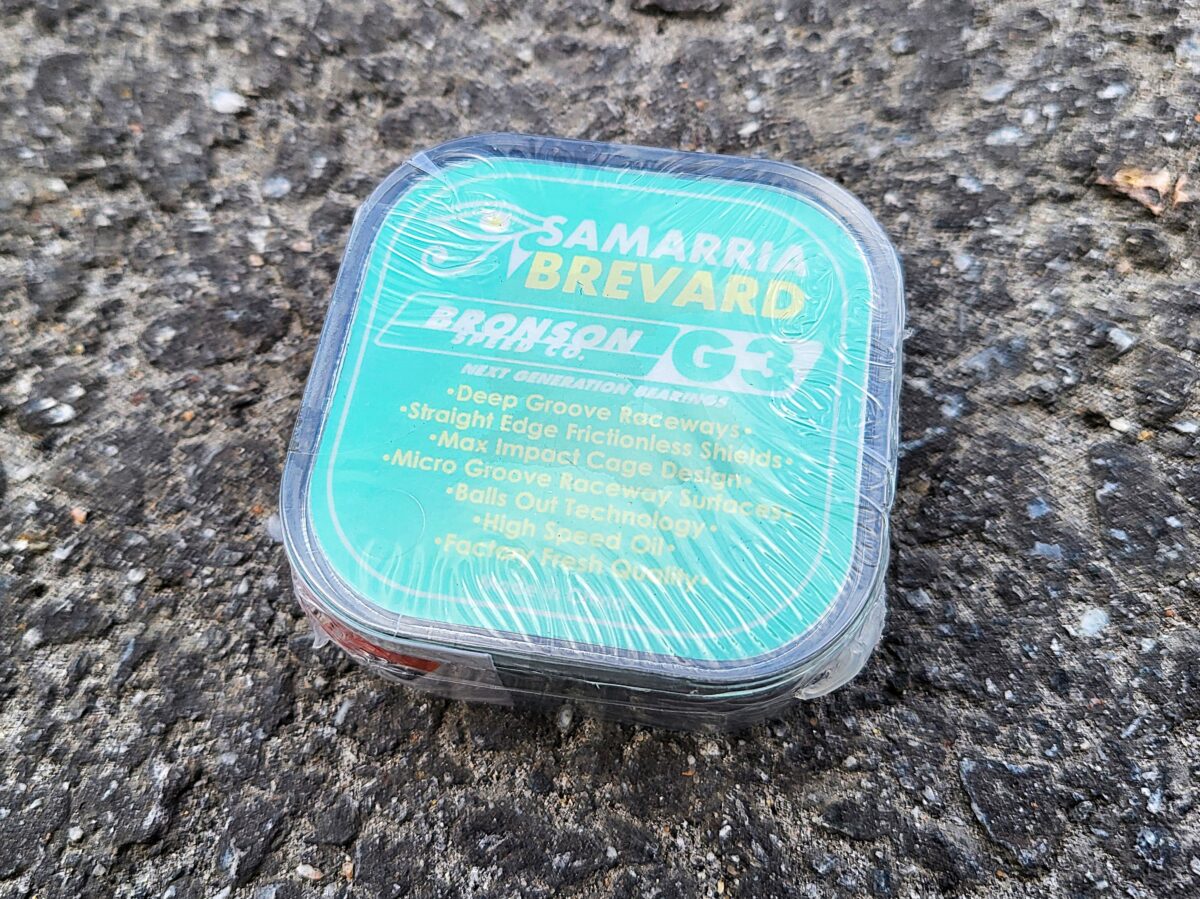 SAMARRIA
BREVARD
BRONSON
SPEED CO.
G3
NEXT GENERATION BEARINGS
•Deep Groove Raceways•
•Straight Edge Frictionless Shields•
•Max Impact Cage Design•
•Micro Groove Raceway Surfaces•
•Balls Out Technology•
•High Speed Oil•
•Factory Fresh Quality•